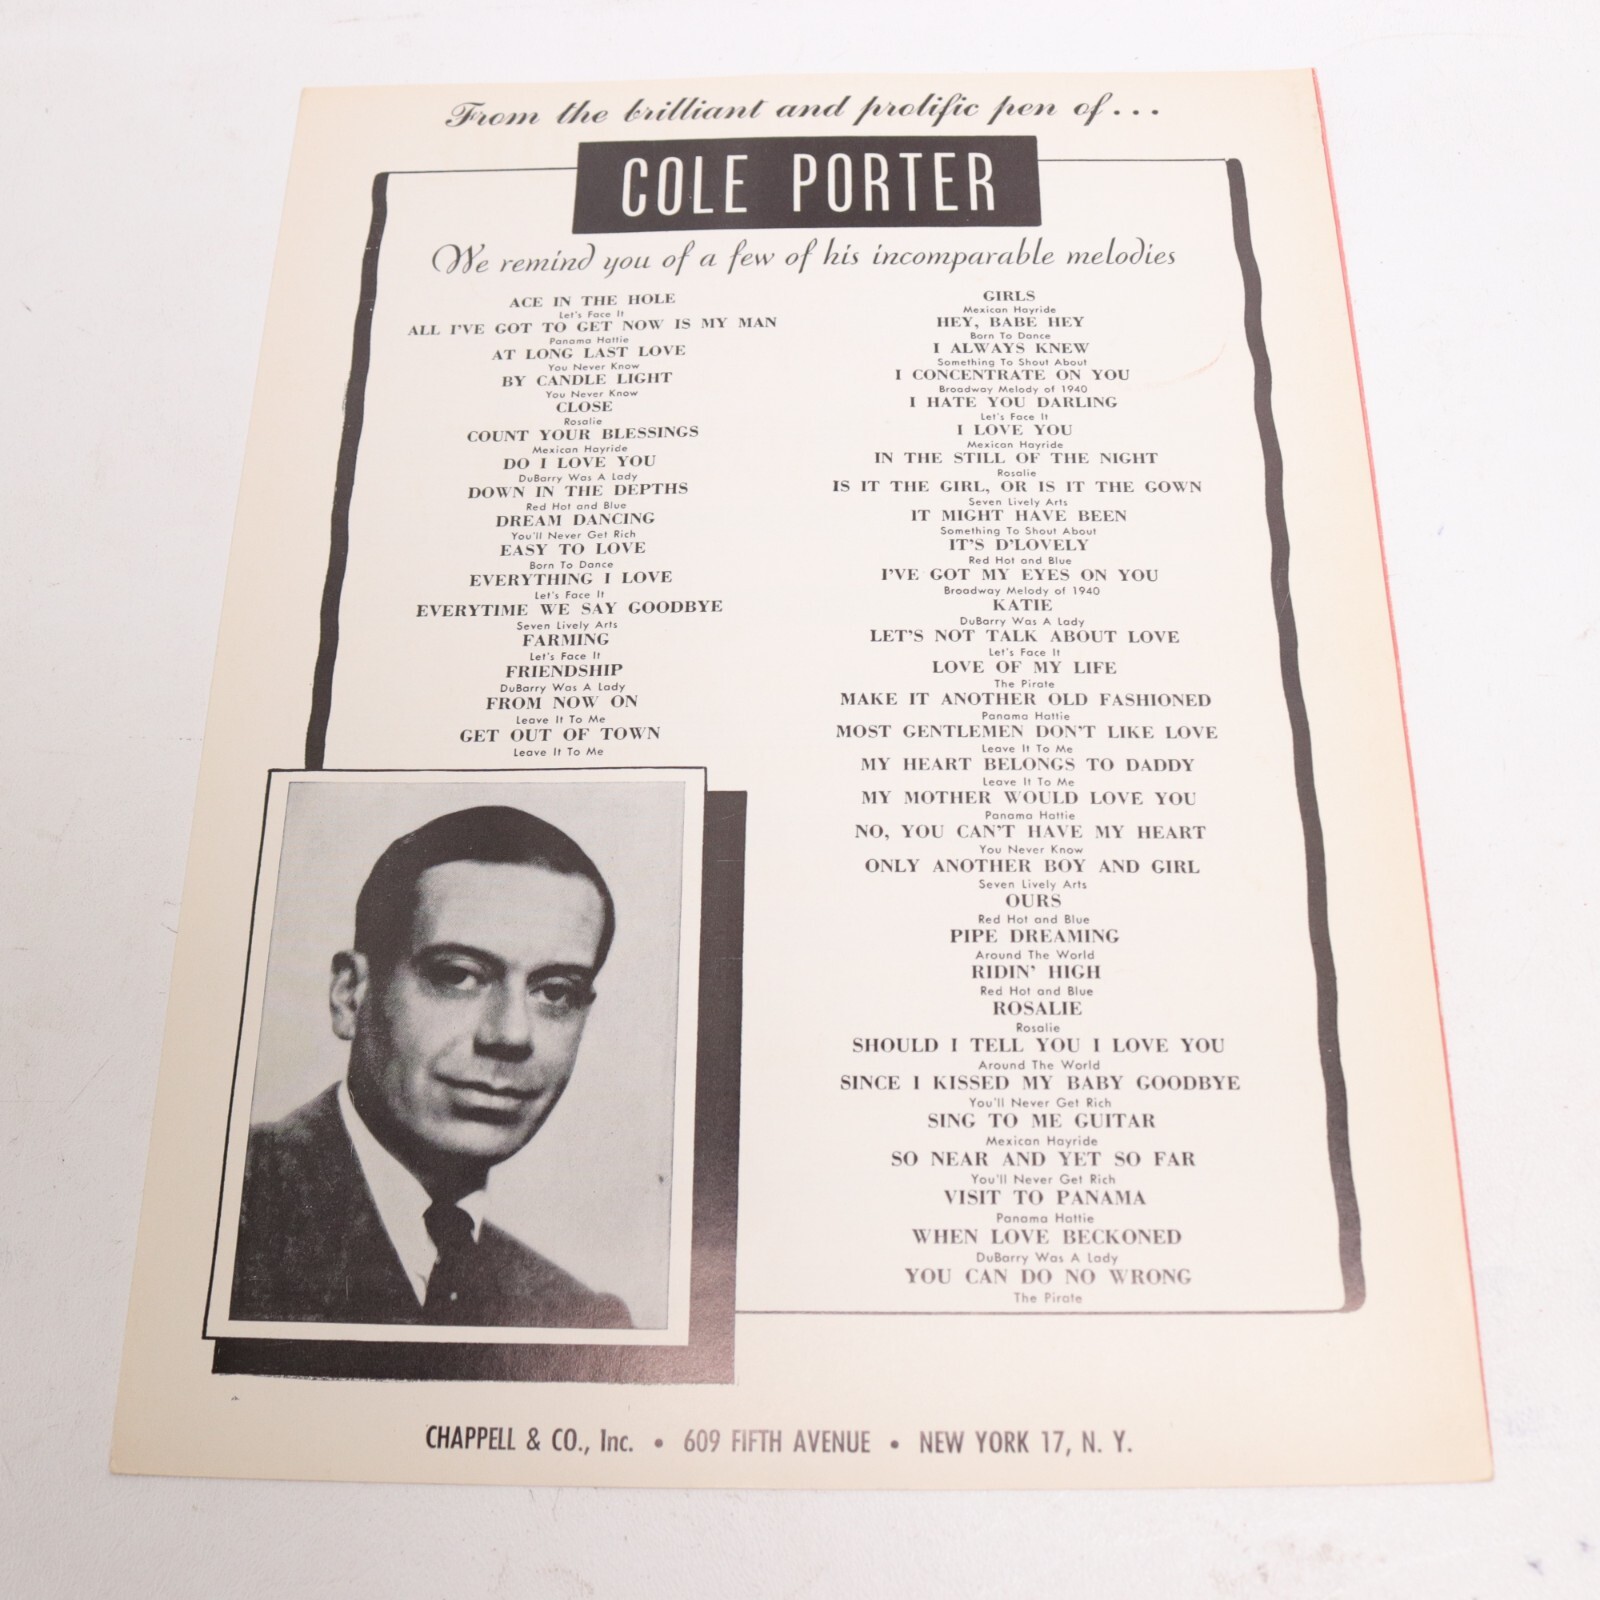 From the brilliant and prolific pen of...
COLE PORTER
We remind you of a few of his incomparable melodies
ACE IN THE HOLE
Let's Face It
ALL I'VE GOT TO GET NOW IS MY MAN
Panama Hattie
AT LONG LAST LOVE
You Never Know
BY CANDLE LIGHT
You Never Know
CLOSE
Rosalie
COUNT YOUR BLESSINGS
Mexican Hayride
DO I LOVE YOU
DuBarry Was A Lady
DOWN IN THE DEPTHS
Red Hot and Blue
DREAM DANCING
You'll Never Get Rich
EASY TO LOVE
Born To Dance
EVERYTHING I LOVE
Let's Face It
EVERYTIME WE SAY GOODBYE
Seven Lively Arts
FARMING
Let's Face It
FRIENDSHIP
DuBarry Was A Lady
FROM NOW ON
Leave It To Me
GET OUT OF TOWN
Leave It To Me
GIRLS
Mexican Hayride
HEY, BABE HEY
Born To Dance
I ALWAYS KNEW
Something To Shout About
I CONCENTRATE ON YOU
Broadway Melody of 1940
I HATE YOU DARLING
Let's Face It
I LOVE YOU
Mexican Hayride
IN THE STILL OF THE NIGHT
Rosalie
IS IT THE GIRL, OR IS IT THE GOWN
Seven Lively Arts
IT MIGHT HAVE BEEN
Something To Shout About
IT'S D'LOVELY
Red Hot and Blue
I'VE GOT MY EYES ON YOU
Broadway Melody of 1940
KATIE
DuBarry Was A Lady
LET'S NOT TALK ABOUT LOVE
Let's Face It
LOVE OF MY LIFE
The Pirate
MAKE IT ANOTHER OLD FASHIONED
Panama Hattie
MOST GENTLEMEN DON'T LIKE LOVE
Leave It To Me
MY HEART BELONGS TO DADDY
Leave It To Me
MY MOTHER WOULD LOVE YOU
Panama Hattie
NO, YOU CAN'T HAVE MY HEART
You Never Know
ONLY ANOTHER BOY AND GIRL
Seven Lively Arts
OURS
Red Hot and Blue
PIPE DREAMING
Around The World
RIDIN' HIGH
Red Hot and Blue
ROSALIE
Rosalie
SHOULD I TELL YOU I LOVE YOU
Around The World
SINCE I KISSED MY BABY GOODBYE
You'll Never Get Rich
SING TO ME GUITAR
Mexican Hayride
SO NEAR AND YET SO FAR
You'll Never Get Rich
VISIT TO PANAMA
Panama Hattie
WHEN LOVE BECKONED
DuBarry Was A Lady
YOU CAN DO NO WRONG
The Pirate
CHAPPELL & CO., Inc. • 609 FIFTH AVENUE • NEW YORK 17, N. Y.